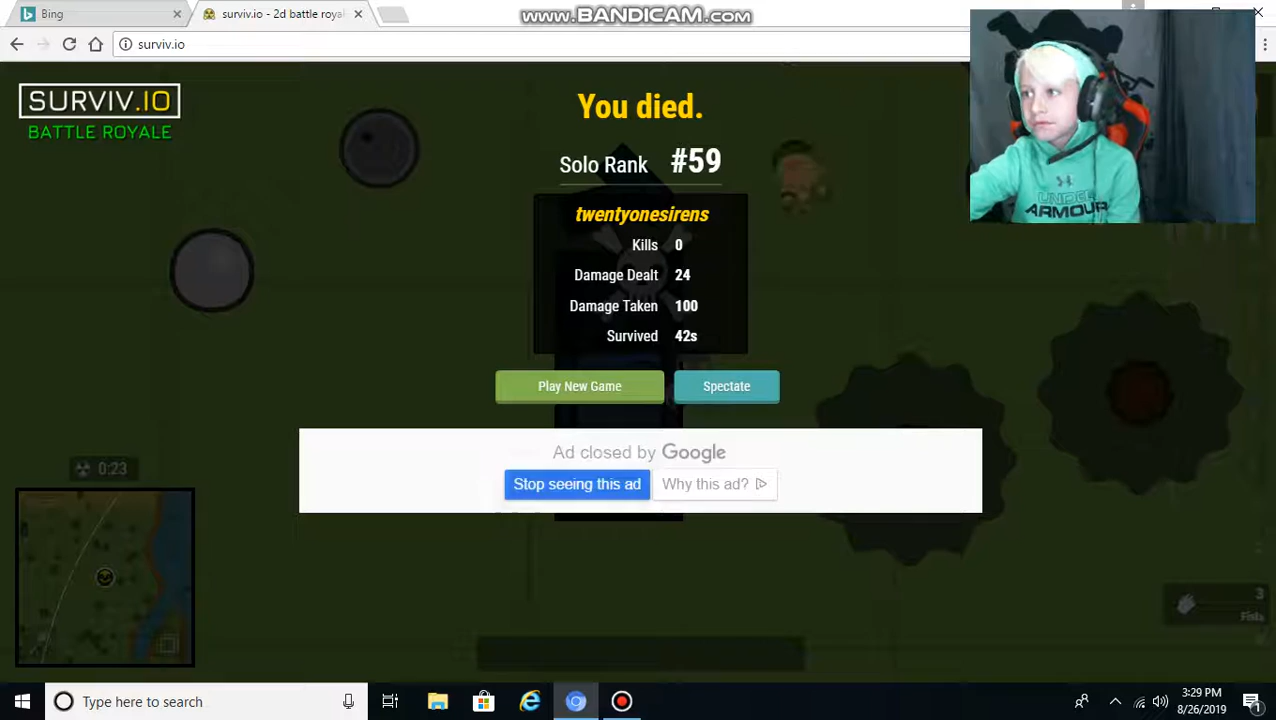 Bing
surviv.io - 2d battle royal
www.BANDICAM.com
surviv.io
SURVIV.IO
BATTLE ROYALE
You died.
Solo Rank #59
twentyonesirens
Kills 0
Damage Dealt 24
Damage Taken 100
Survived 42s
Play New Game
Spectate
Ad closed by Google
Stop seeing this ad
Why this ad?
0:23
UNDER
ARMOUR
3
Fists
Type here to search
3:29 PM
8/26/2019
1